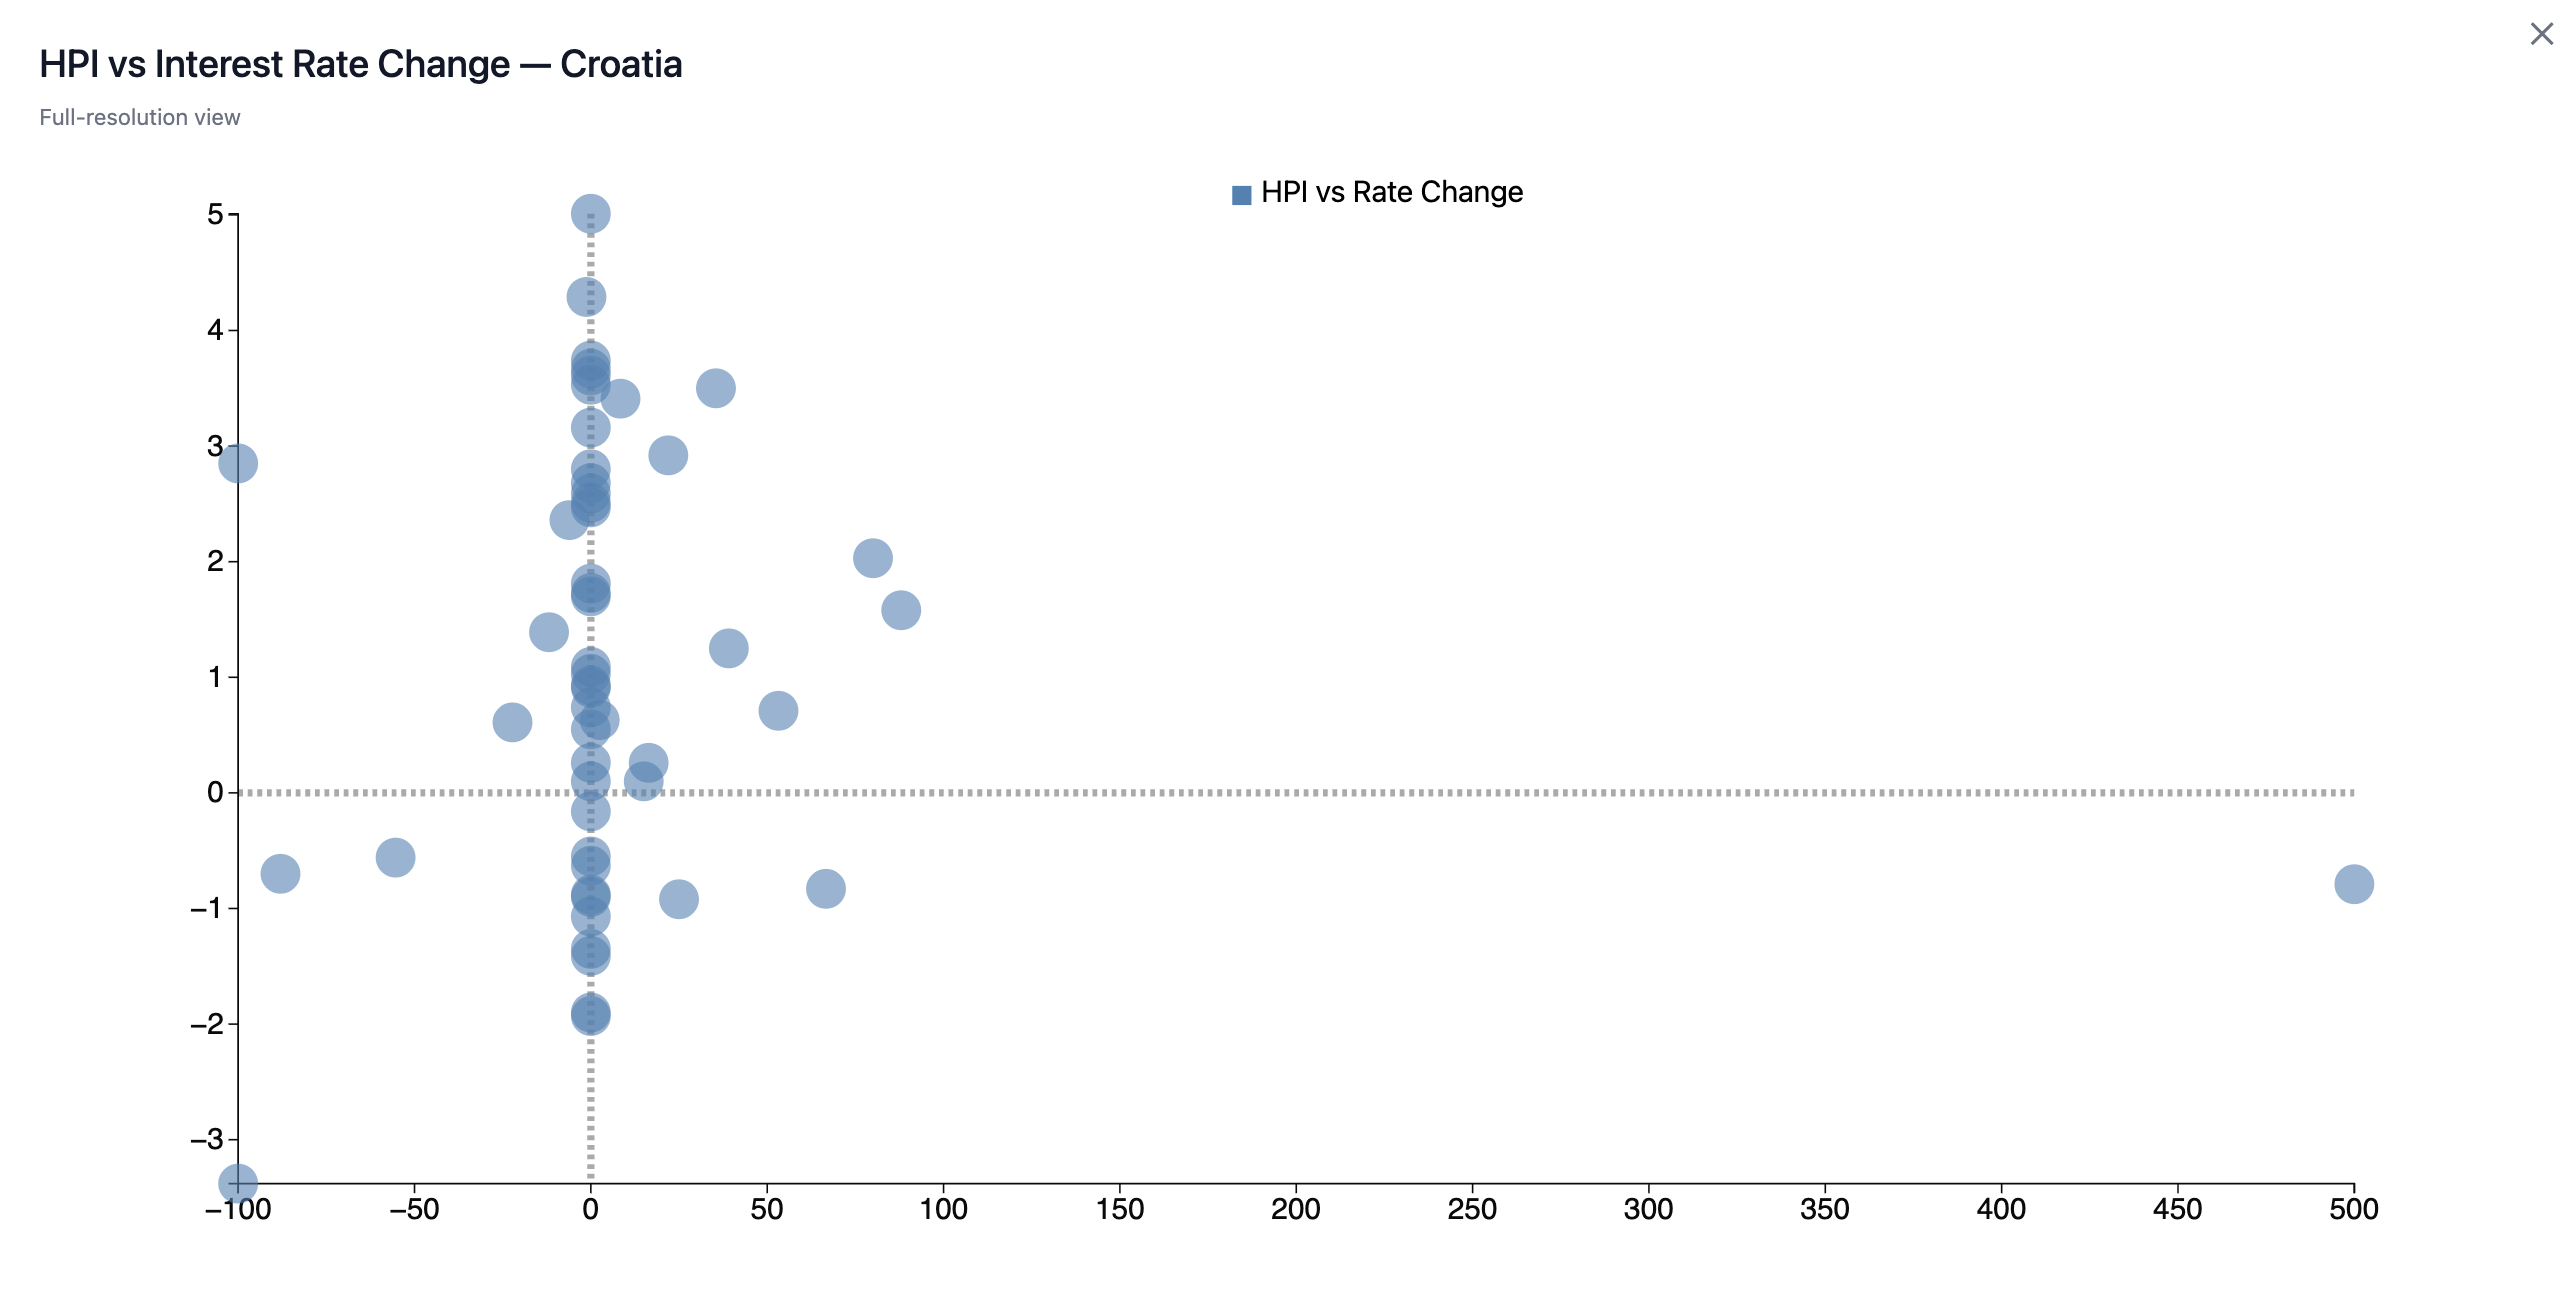 HPI vs Interest Rate Change — Croatia
Full-resolution view
HPI vs Rate Change
5
4
3
2
1
0
−1
−2
−3
−100 −50 0 50 100 150 200 250 300 350 400 450 500